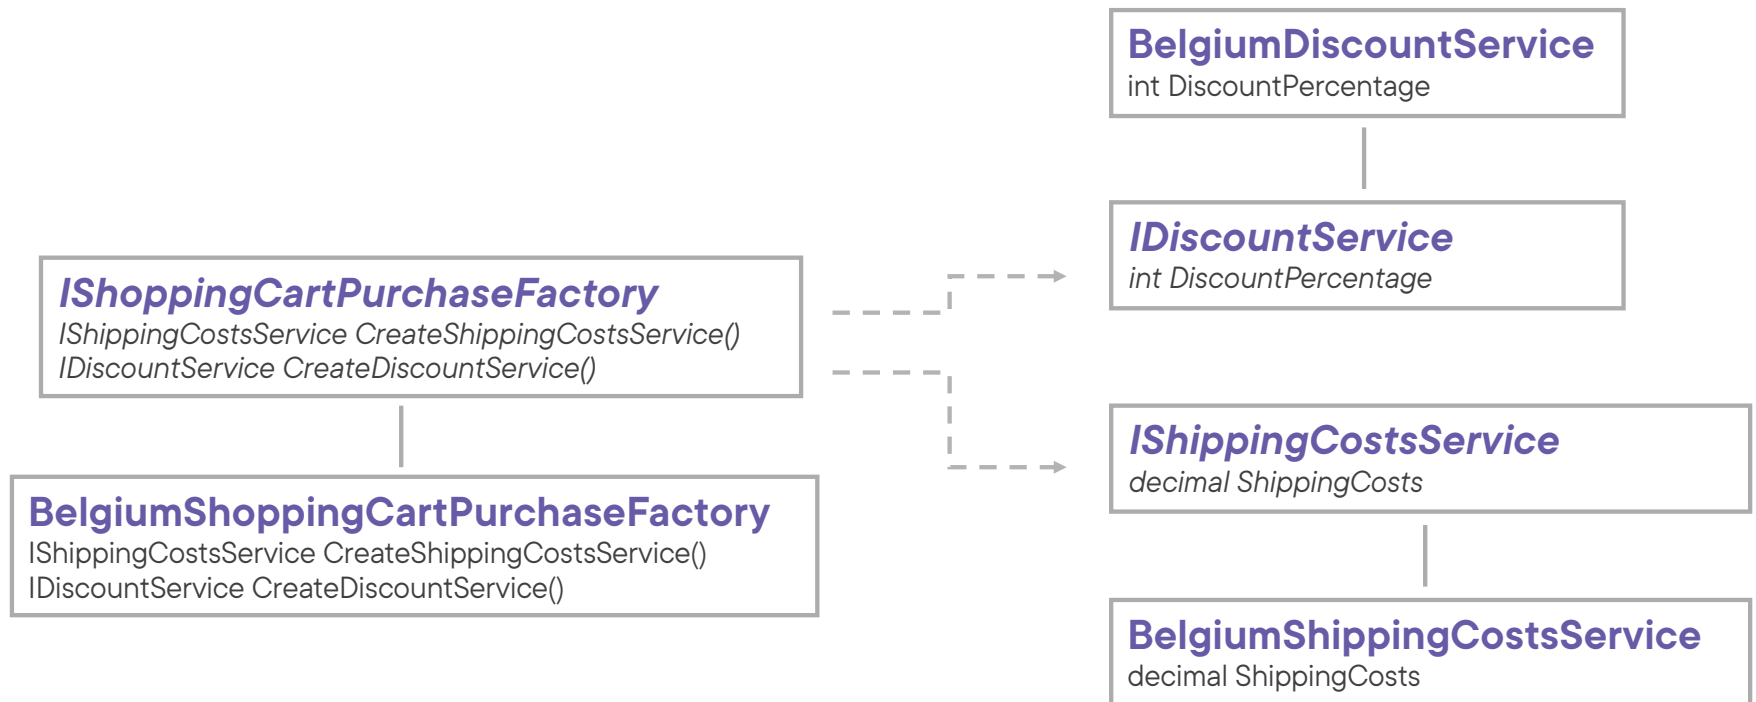 BelgiumDiscountService
int DiscountPercentage
IDiscountService
int DiscountPercentage
IShoppingCartPurchaseFactory
IShippingCostsService CreateShippingCostsService()
IDiscountService CreateDiscountService()
IShippingCostsService
decimal ShippingCosts
BelgiumShoppingCartPurchaseFactory
IShippingCostsService CreateShippingCostsService()
IDiscountService CreateDiscountService()
BelgiumShippingCostsService
decimal ShippingCosts